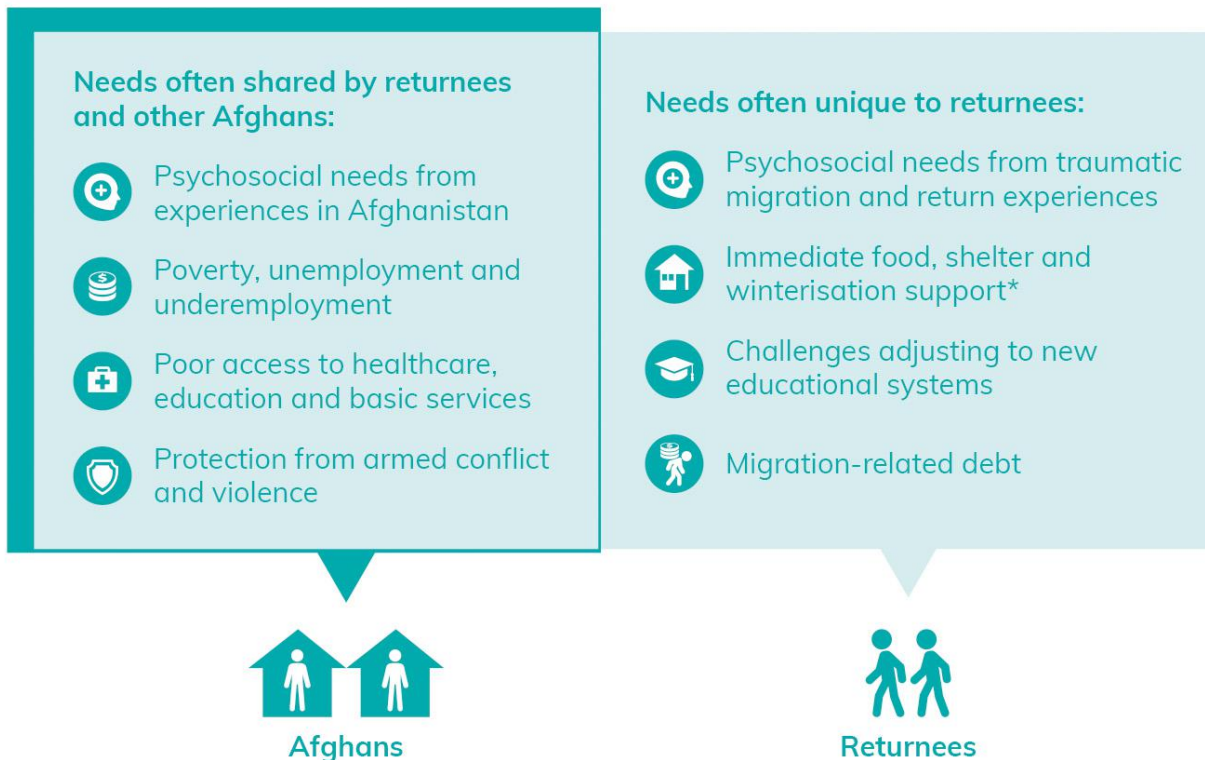 Needs often shared by returnees
and other Afghans:
Psychosocial needs from
experiences in Afghanistan
Poverty, unemployment and
underemployment
Poor access to healthcare,
education and basic services
Protection from armed conflict
and violence
Afghans
Needs often unique to returnees:
Psychosocial needs from traumatic
migration and return experiences
Immediate food, shelter and
winterisation support*
Challenges adjusting to new
educational systems
Migration-related debt
Returnees